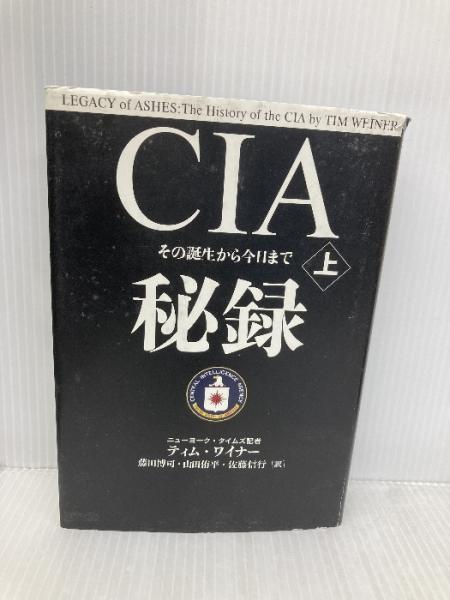 LEGACY of ASHES: The History of the CIA by TIM WEINER
CIA
その誕生から今日まで
上
秘録
CENTRAL INTELLIGENCE AGENCY
ニューヨーク・タイムズ記者
ティム・ワイナー
藤田博司・山田侑平・佐藤信行[訳]